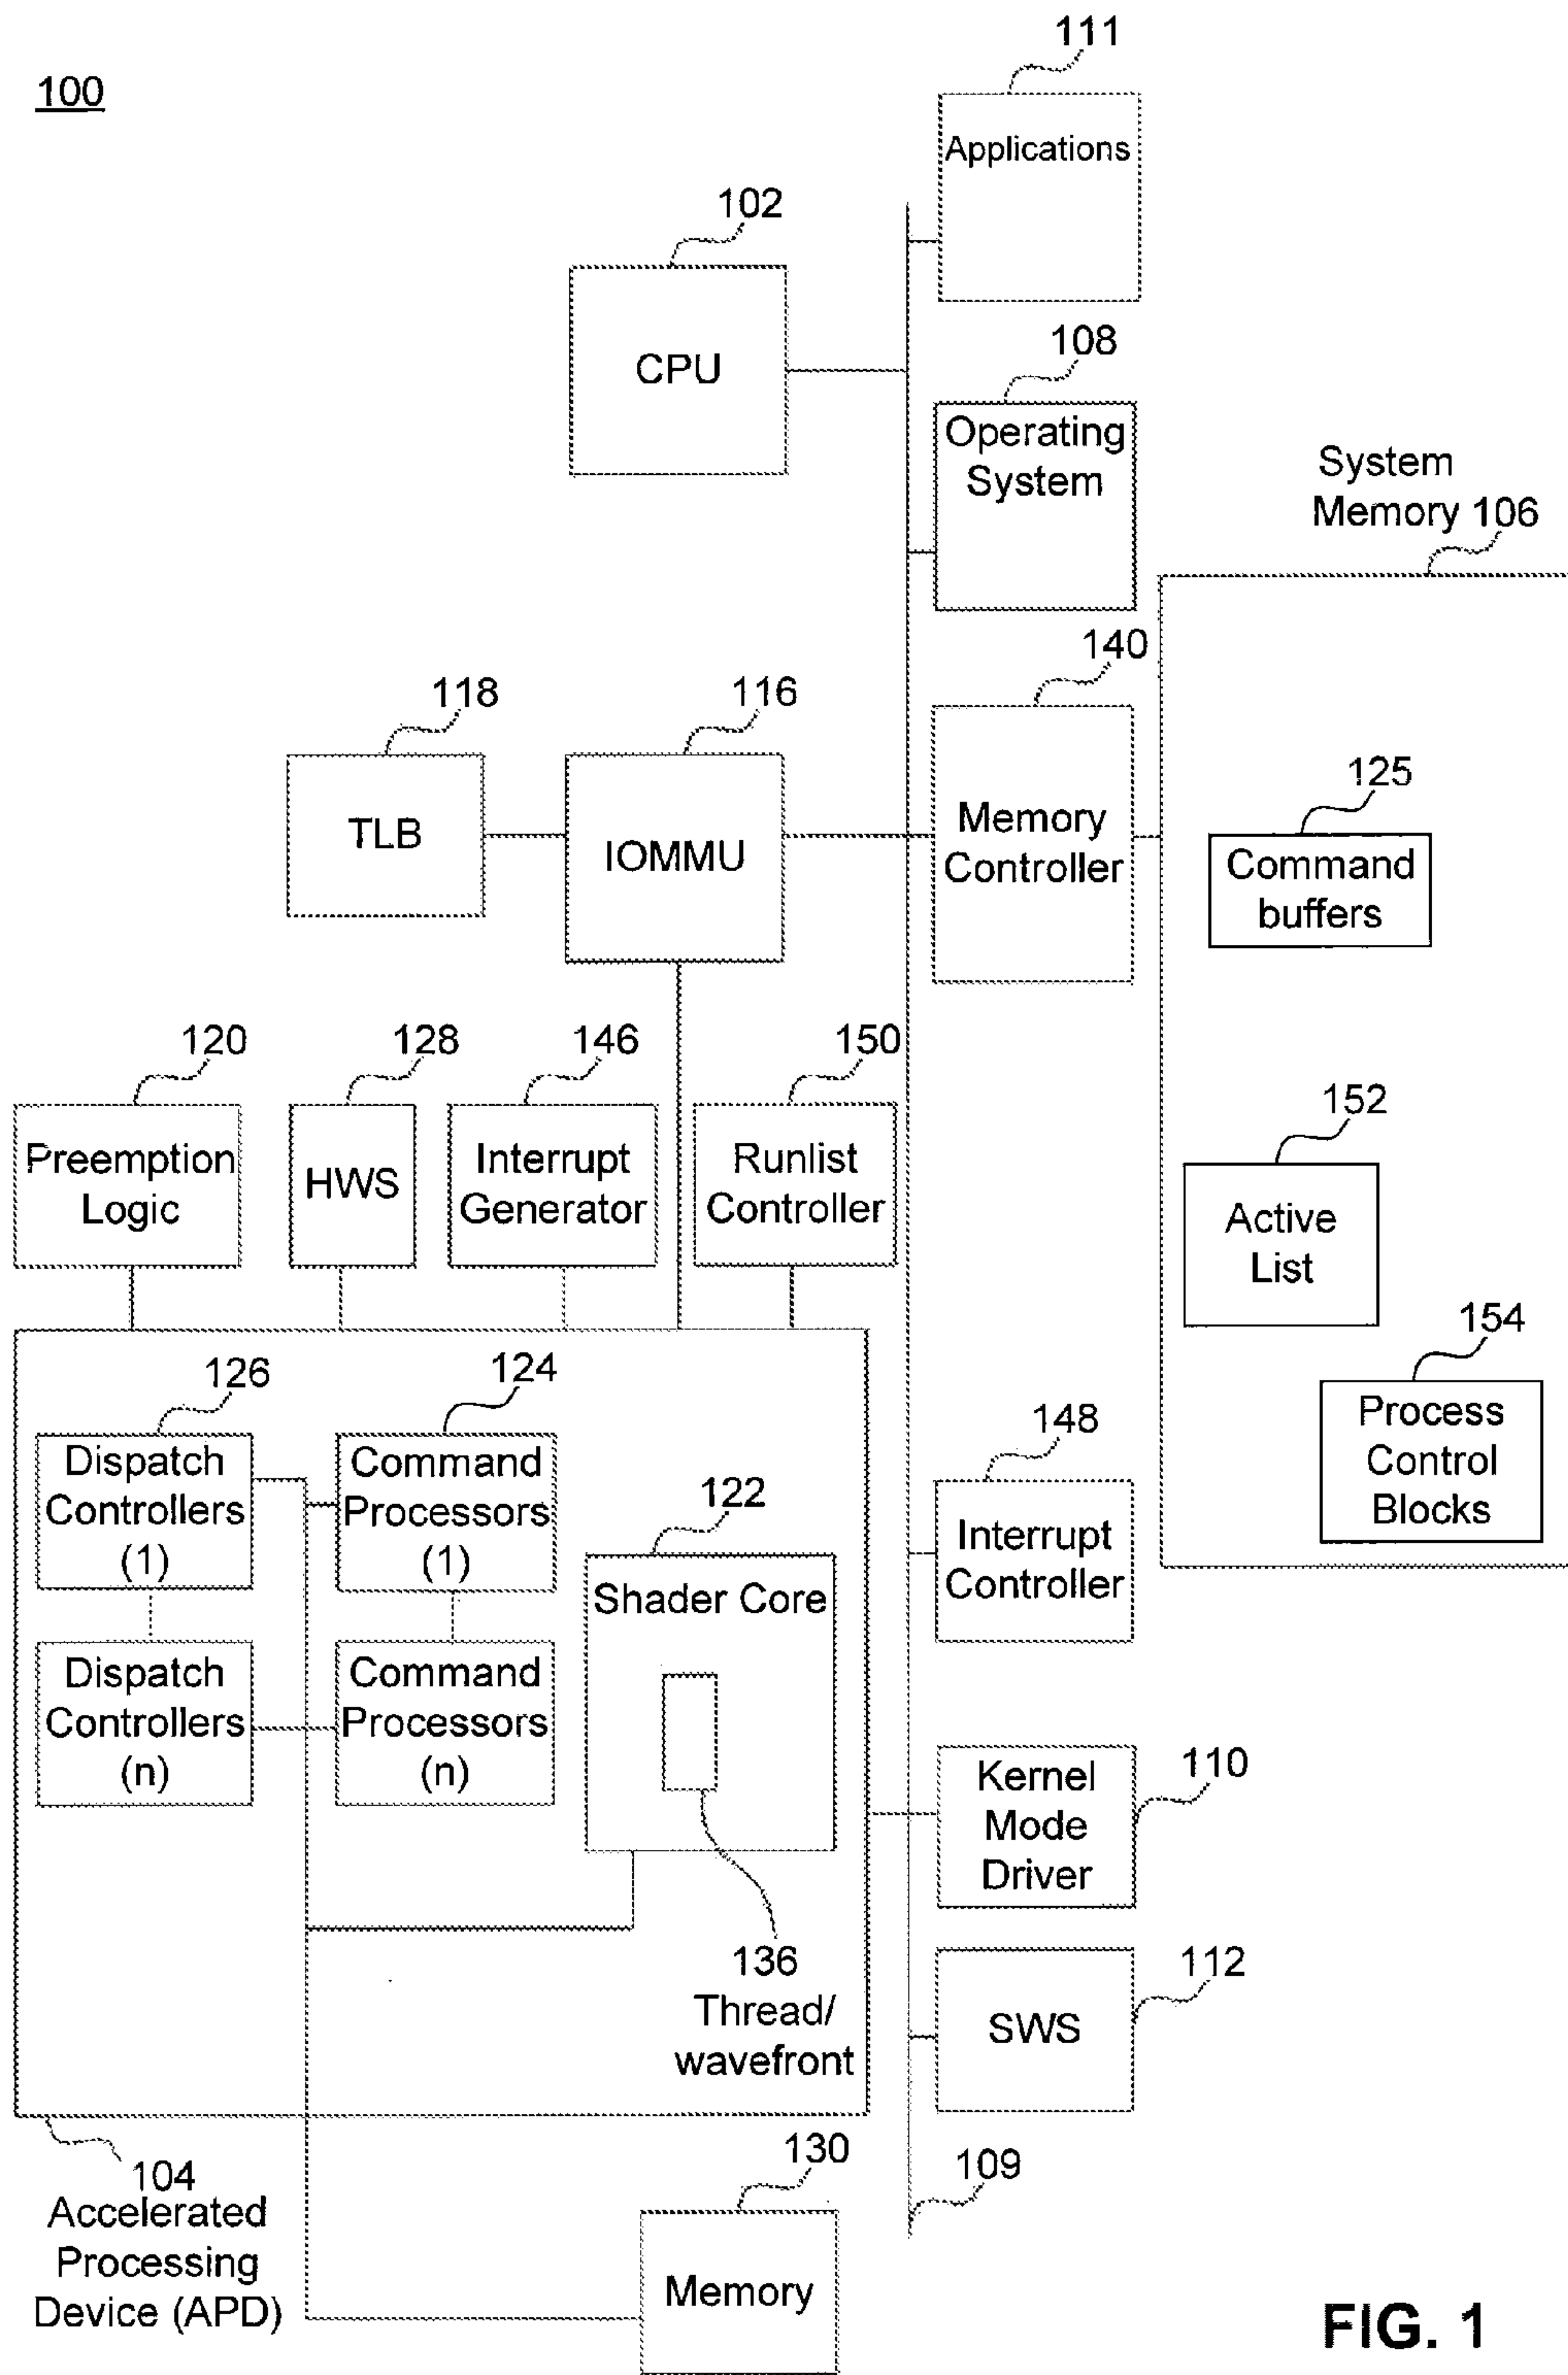 100
111
Applications
102
CPU
108
Operating
System
System
Memory 106
140
Memory
Controller
118
TLB
116
IOMMU
125
Command
buffers
120
Preemption
Logic
128
HWS
146
Interrupt
Generator
150
Runlist
Controller
152
Active
List
154
Process
Control
Blocks
126
Dispatch
Controllers
(1)
124
Command
Processors
(1)
122
Shader Core
Dispatch
Controllers
(n)
Command
Processors
(n)
136
Thread/
wavefront
148
Interrupt
Controller
110
Kernel
Mode
Driver
112
SWS
104
Accelerated
Processing
Device (APD)
130
Memory
109
FIG. 1